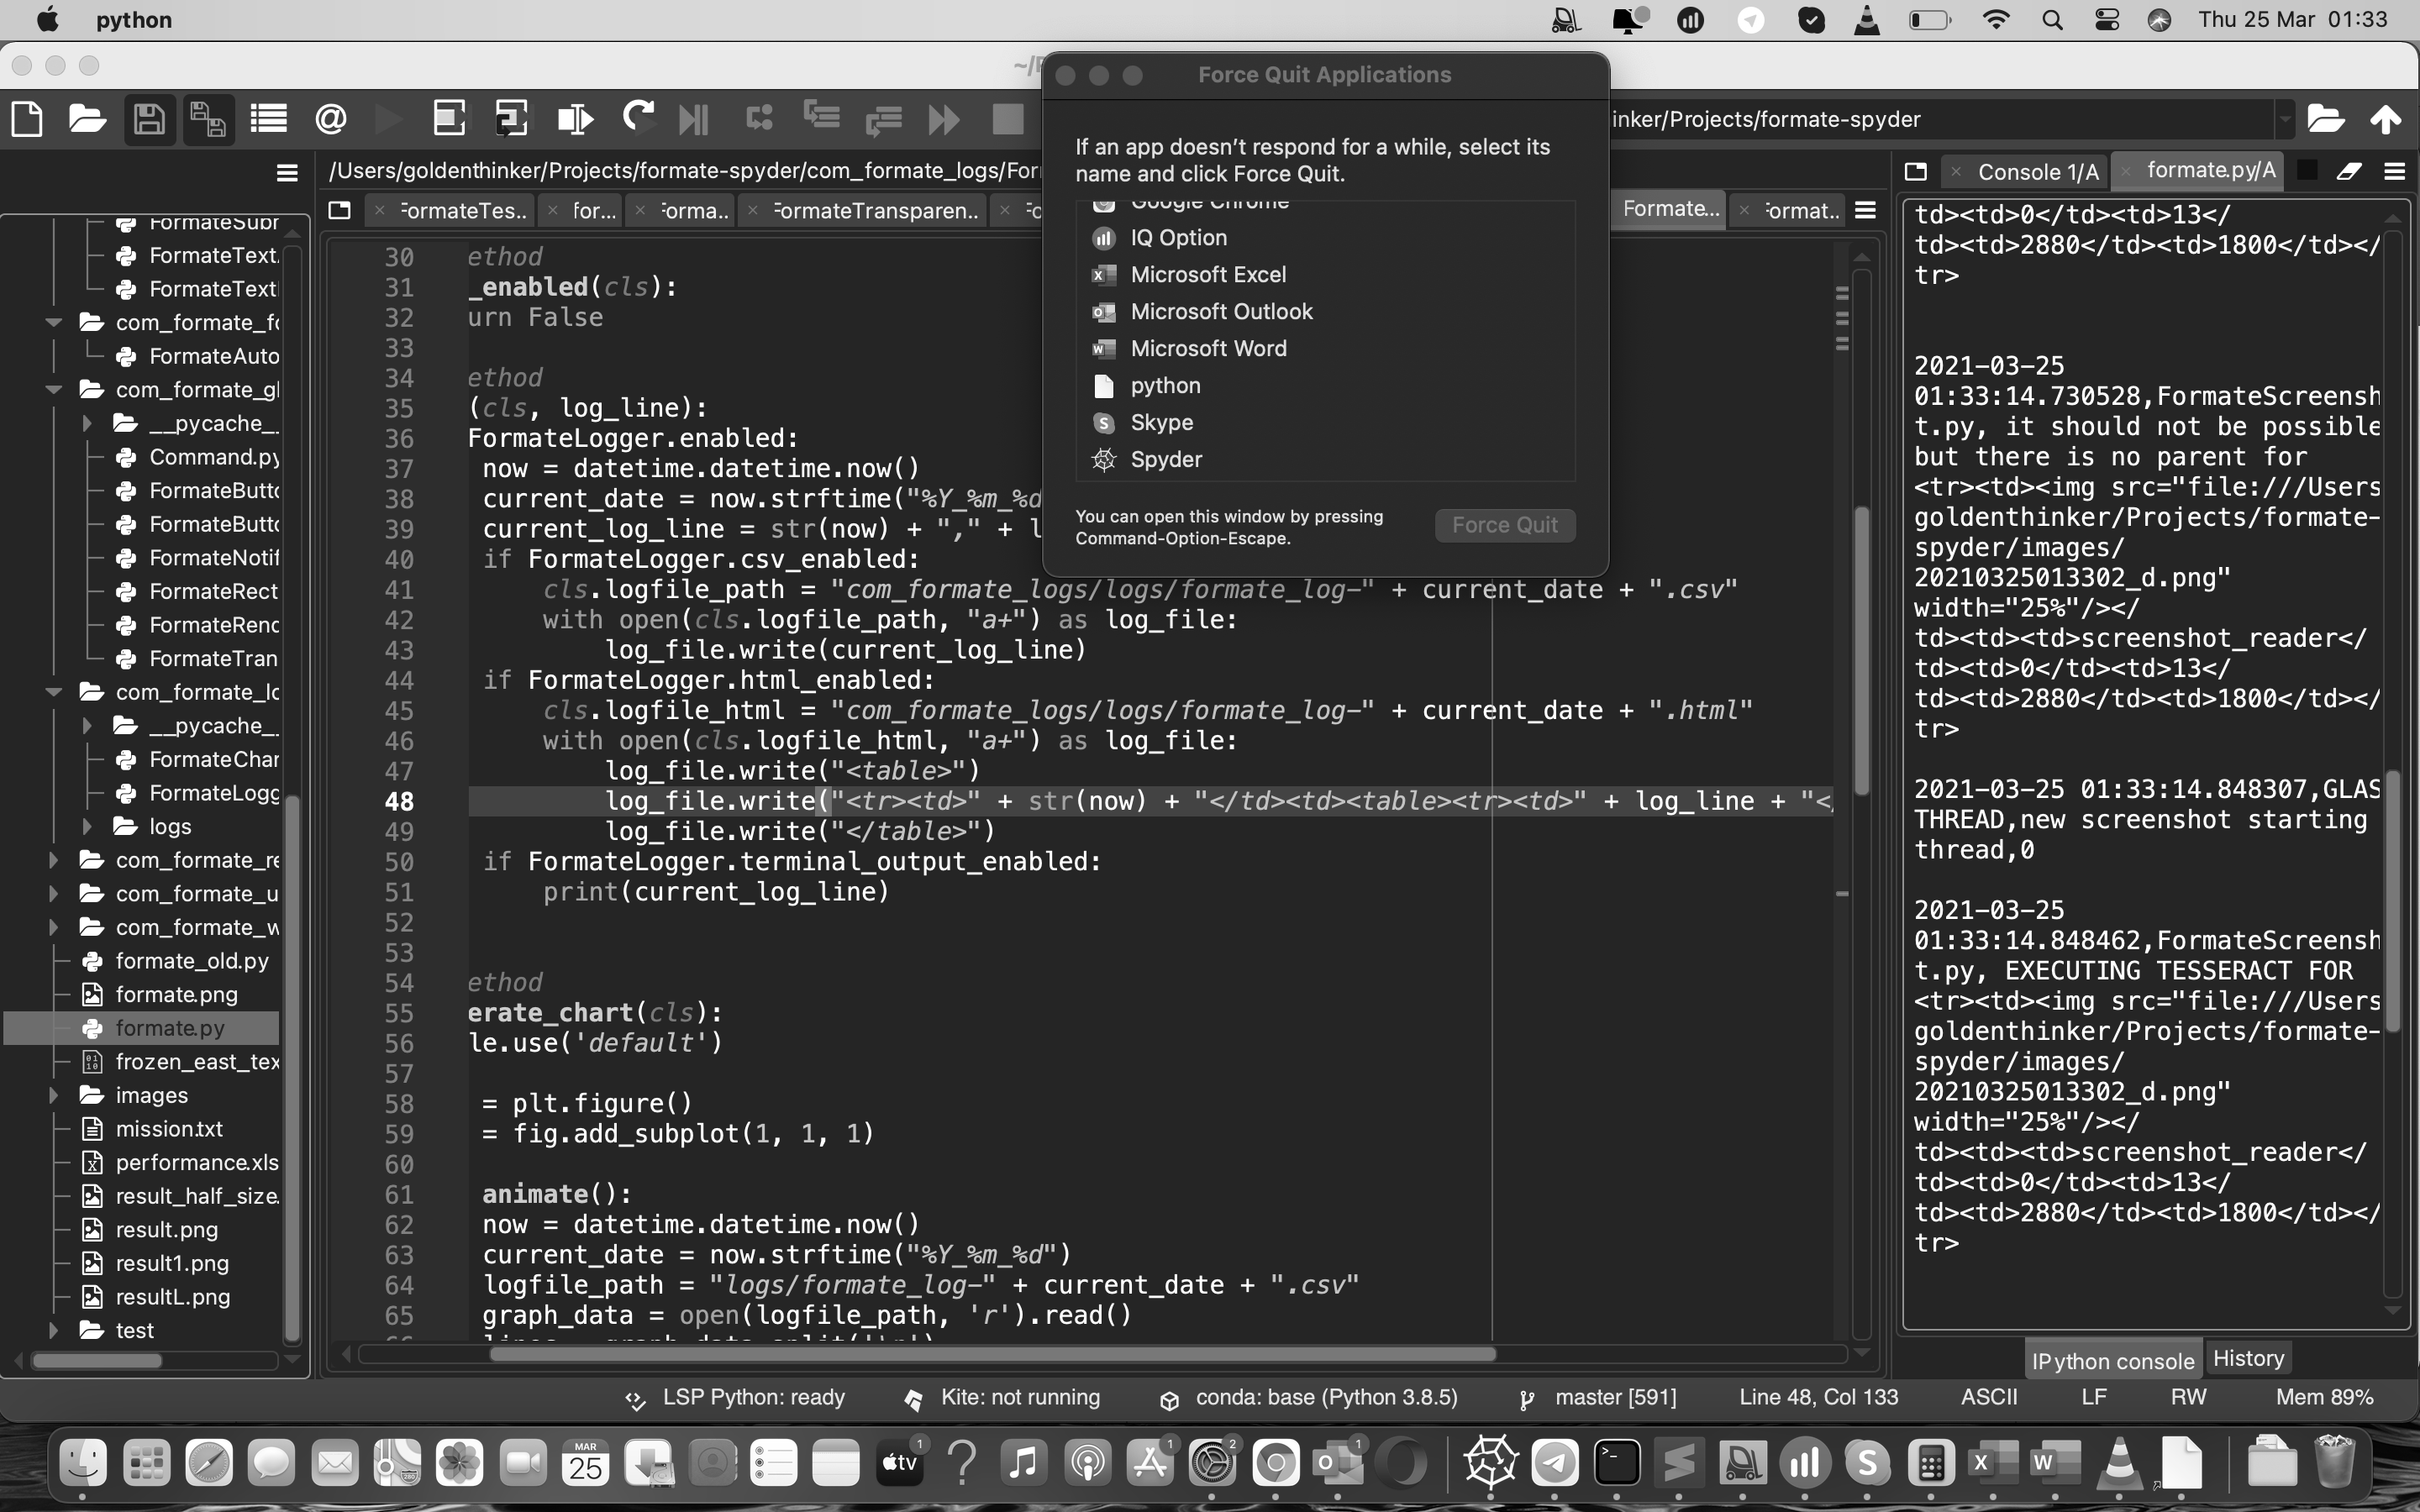 python
Thu 25 Mar 01:33
Force Quit Applications
If an app doesn't respond for a while, select its
name and click Force Quit.
Google Chrome
IQ Option
Microsoft Excel
Microsoft Outlook
Microsoft Word
python
Skype
Spyder
You can open this window by pressing
Command-Option-Escape.
Force Quit
inker/Projects/formate-spyder
/Users/goldenthinker/Projects/formate-spyder/com_formate_logs/For
FormateTes..
for...
Forma..
FormateTransparen..
Formate...
Format..
Console 1/A
formate.py/A
FormateSubr
FormateText.
FormateText
com_formate_fo
FormateAuto
com_formate_gl
__pycache__
Command.py
FormateButto
FormateButto
FormateNotif
FormateRect
FormateRend
FormateTran
com_formate_lo
__pycache__
FormateChar
FormateLogg
logs
com_formate_re
com_formate_u
com_formate_w
formate_old.py
formate.png
formate.py
frozen_east_tex
images
mission.txt
performance.xls
result_half_size.
result.png
result1.png
resultL.png
test
30 ethod
31 _enabled(cls):
32 urn False
33
34 ethod
35 (cls, log_line):
36 FormateLogger.enabled:
37 now = datetime.datetime.now()
38 current_date = now.strftime("%Y_%m_%d
39 current_log_line = str(now) + "," + l
40 if FormateLogger.csv_enabled:
41 cls.logfile_path = "com_formate_logs/logs/formate_log-" + current_date + ".csv"
42 with open(cls.logfile_path, "a+") as log_file:
43 log_file.write(current_log_line)
44 if FormateLogger.html_enabled:
45 cls.logfile_html = "com_formate_logs/logs/formate_log-" + current_date + ".html"
46 with open(cls.logfile_html, "a+") as log_file:
47 log_file.write("<table>")
48 log_file.write("<tr><td>" + str(now) + "</td><td><table><tr><td>" + log_line + "</
49 log_file.write("</table>")
50 if FormateLogger.terminal_output_enabled:
51 print(current_log_line)
52
53
54 ethod
55 erate_chart(cls):
56 le.use('default')
57
58 = plt.figure()
59 = fig.add_subplot(1, 1, 1)
60
61 animate():
62 now = datetime.datetime.now()
63 current_date = now.strftime("%Y_%m_%d")
64 logfile_path = "logs/formate_log-" + current_date + ".csv"
65 graph_data = open(logfile_path, 'r').read()
td><td>0</td><td>13</
td><td>2880</td><td>1800</td></
tr>
2021-03-25
01:33:14.730528,FormateScreensh
t.py, it should not be possible
but there is no parent for
<tr><td><img src="file:///Users
goldenthinker/Projects/formate-
spyder/images/
20210325013302_d.png"
width="25%"/></
td><td><td>screenshot_reader</
td><td>0</td><td>13</
td><td>2880</td><td>1800</td></
tr>
2021-03-25 01:33:14.848307,GLAS
THREAD,new screenshot starting
thread,0
2021-03-25
01:33:14.848462,FormateScreensh
t.py, EXECUTING TESSERACT FOR
<tr><td><img src="file:///Users
goldenthinker/Projects/formate-
spyder/images/
20210325013302_d.png"
width="25%"/></
td><td><td>screenshot_reader</
td><td>0</td><td>13</
td><td>2880</td><td>1800</td></
tr>
IPython console
History
LSP Python: ready
Kite: not running
conda: base (Python 3.8.5)
master [591]
Line 48, Col 133
ASCII
LF
RW
Mem 89%
MAR
25
tv
1
1
2
1